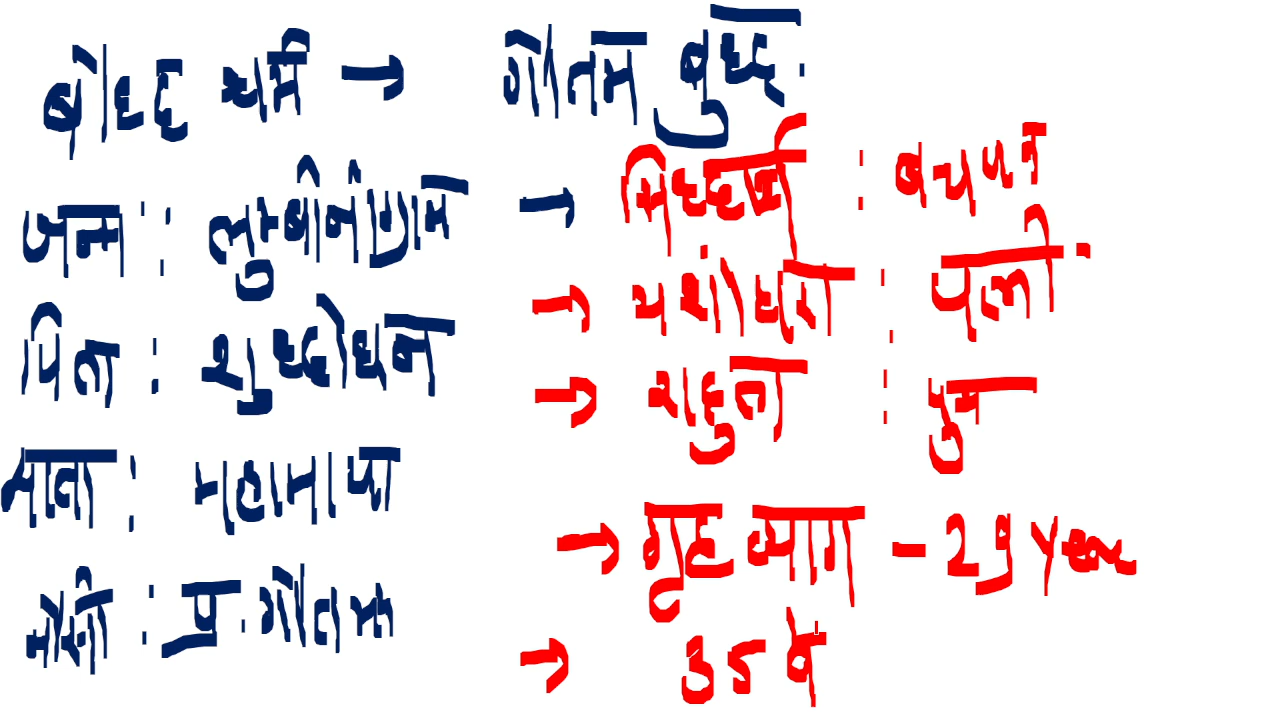 बौध्द धर्म → गौतम बुध्द .
जन्म : लुम्बीनीग्राम
पिता : शुध्दोधन
माता : महामाया
मौसी : प्र . गौतमी
→ सिध्दार्थ : बचपन
→ यशोधरा : पत्नी .
→ राहुल : पुत्र
→ गृह त्याग - 29 Year
→ 35 वें